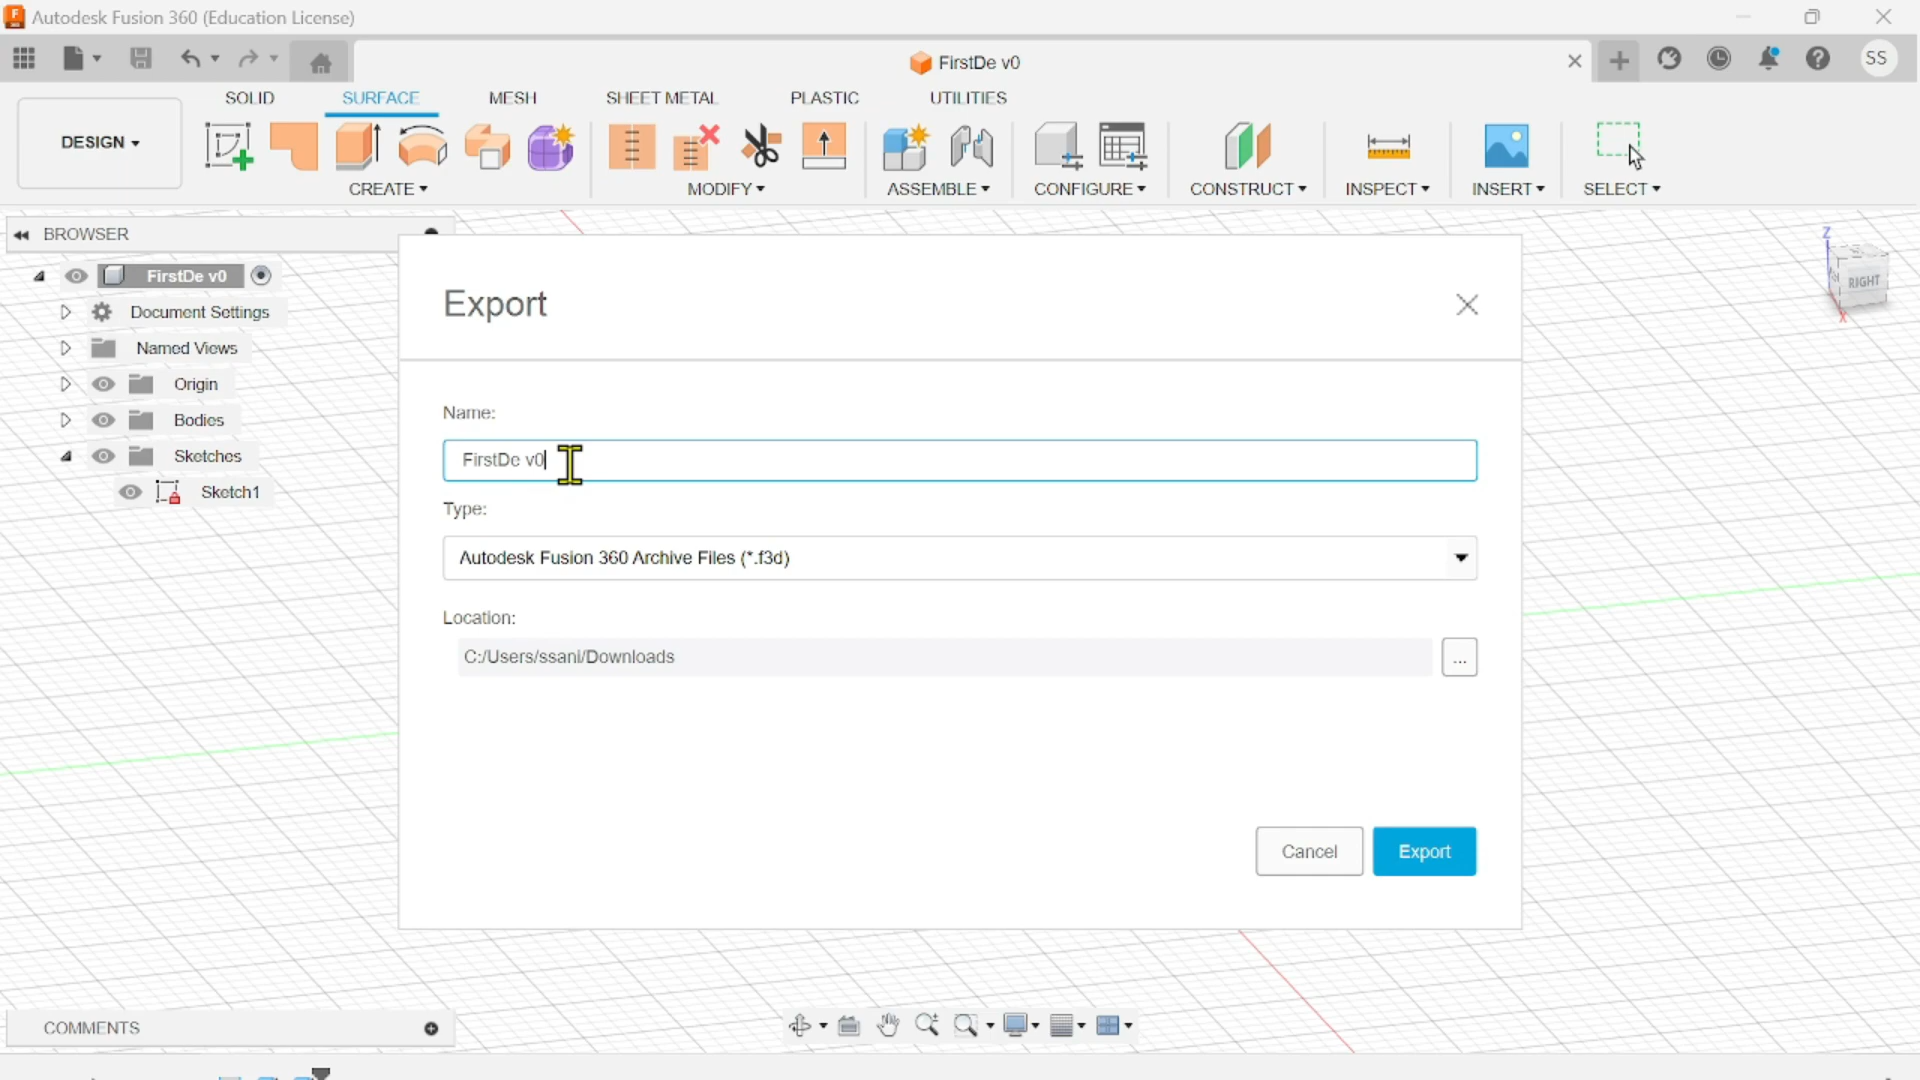 Autodesk Fusion 360 (Education License)
FirstDe v0
SS
SOLID
SURFACE
MESH
SHEET METAL
PLASTIC
UTILITIES
DESIGN
CREATE
MODIFY
ASSEMBLE
CONFIGURE
CONSTRUCT
INSPECT
INSERT
SELECT
BROWSER
FirstDe v0
Document Settings
Named Views
Origin
Bodies
Sketches
Sketch1
Z
RIGHT
X
Export
Name:
FirstDe v0
Type:
Autodesk Fusion 360 Archive Files (*.f3d)
Location:
C:/Users/ssani/Downloads
...
Cancel
Export
COMMENTS